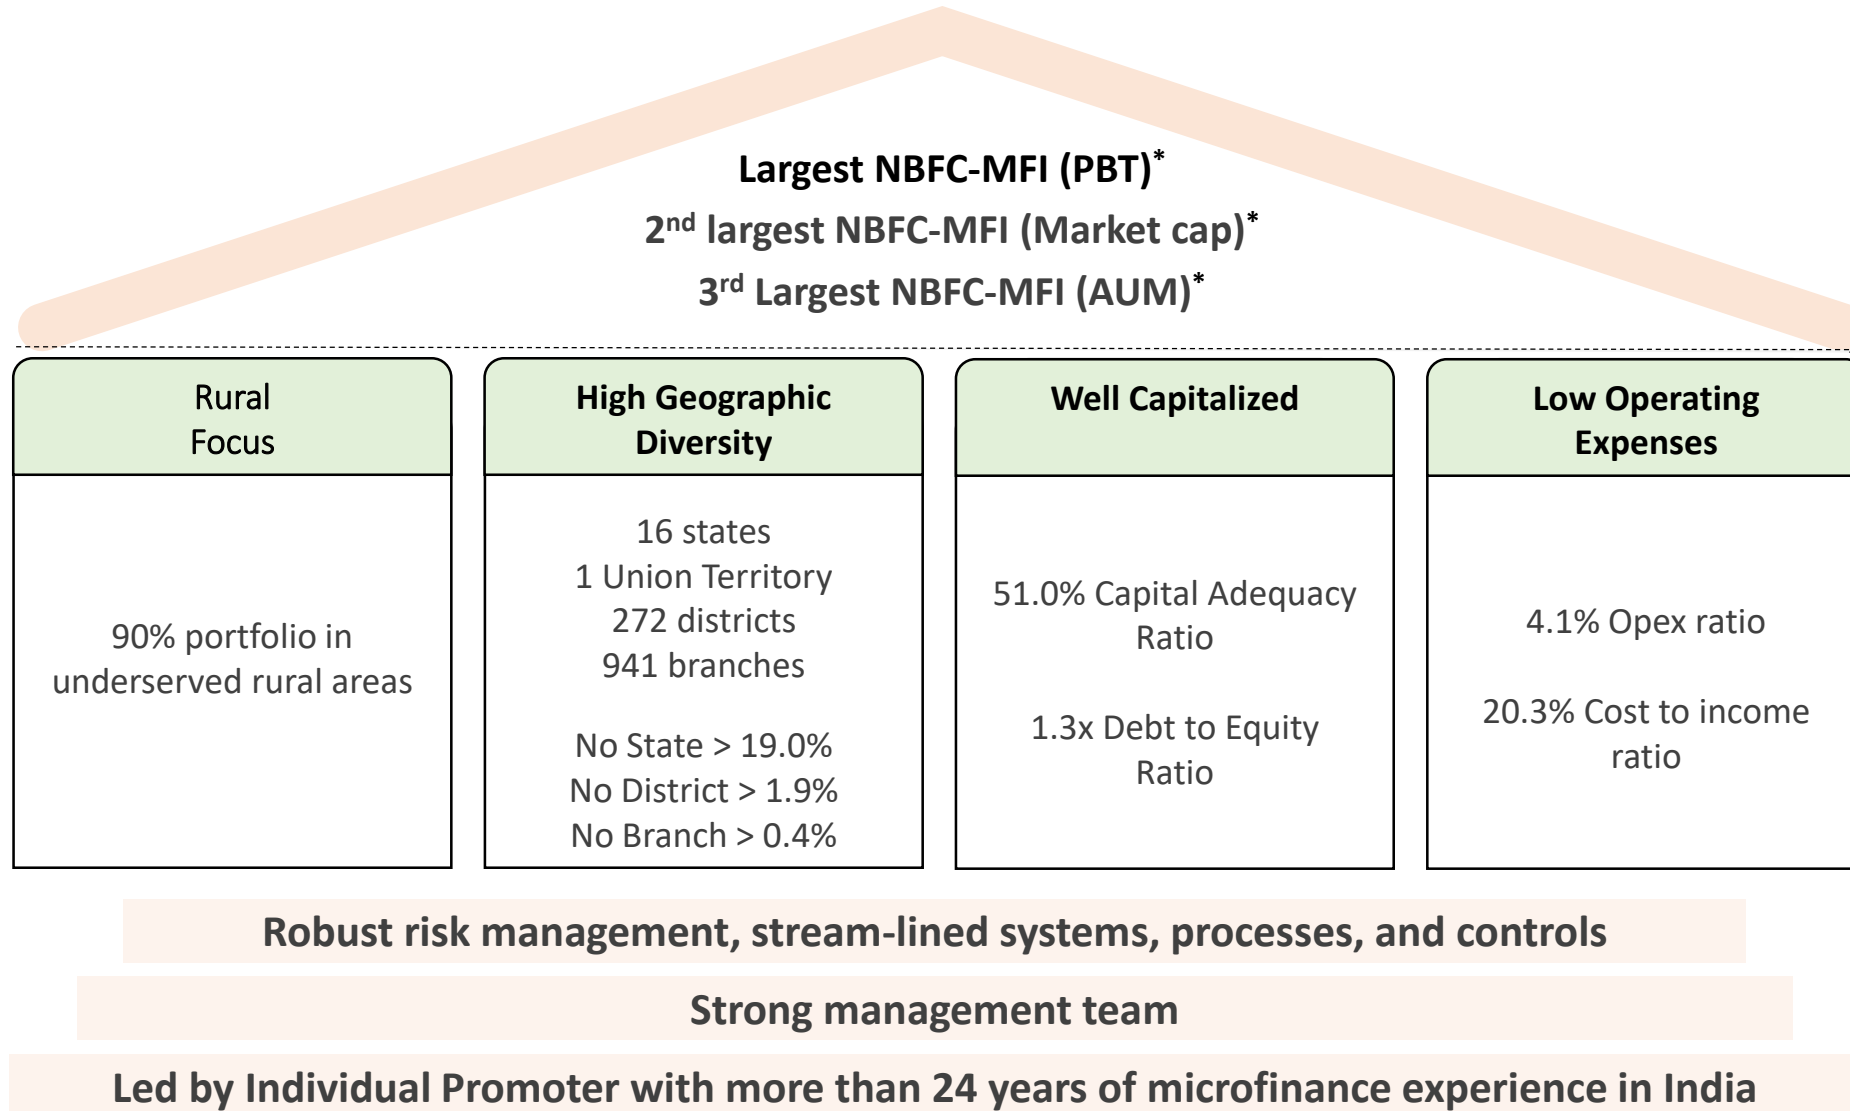 Largest NBFC-MFI (PBT)*
2nd largest NBFC-MFI (Market cap)*
3rd Largest NBFC-MFI (AUM)*
Rural
Focus
90% portfolio in
underserved rural areas
High Geographic
Diversity
16 states
1 Union Territory
272 districts
941 branches
No State > 19.0%
No District > 1.9%
No Branch > 0.4%
Well Capitalized
51.0% Capital Adequacy
Ratio
1.3x Debt to Equity
Ratio
Low Operating
Expenses
4.1% Opex ratio
20.3% Cost to income
ratio
Robust risk management, stream-lined systems, processes, and controls
Strong management team
Led by Individual Promoter with more than 24 years of microfinance experience in India